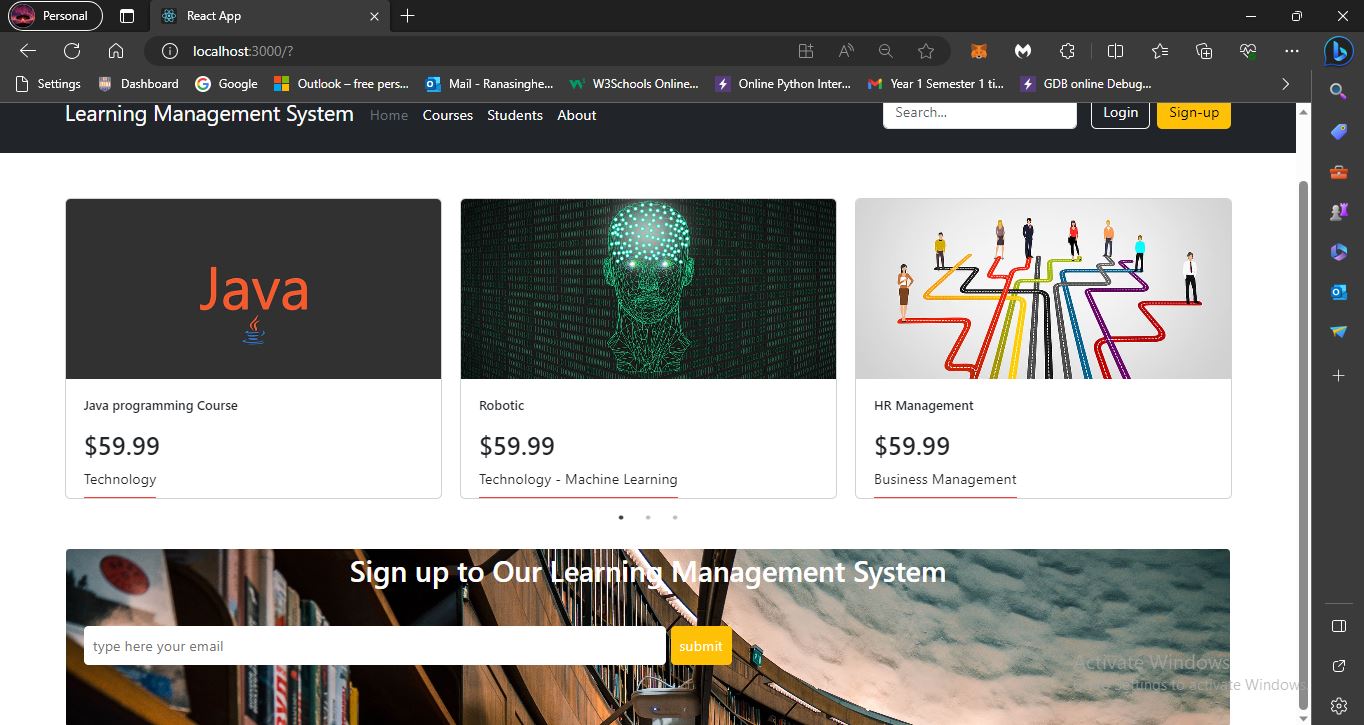 Personal
React App
localhost:3000/?
Settings Dashboard Google Outlook – free pers... Mail - Ranasinghe... W3Schools Online... Online Python Inter... Year 1 Semester 1 ti... GDB online Debug...
Learning Management System Home Courses Students About Search... Login Sign-up
Java
Java programming Course
$59.99
Technology
Robotic
$59.99
Technology - Machine Learning
HR Management
$59.99
Business Management
Sign up to Our Learning Management System
type here your email submit
Activate Windows
Settings to activate Windows.